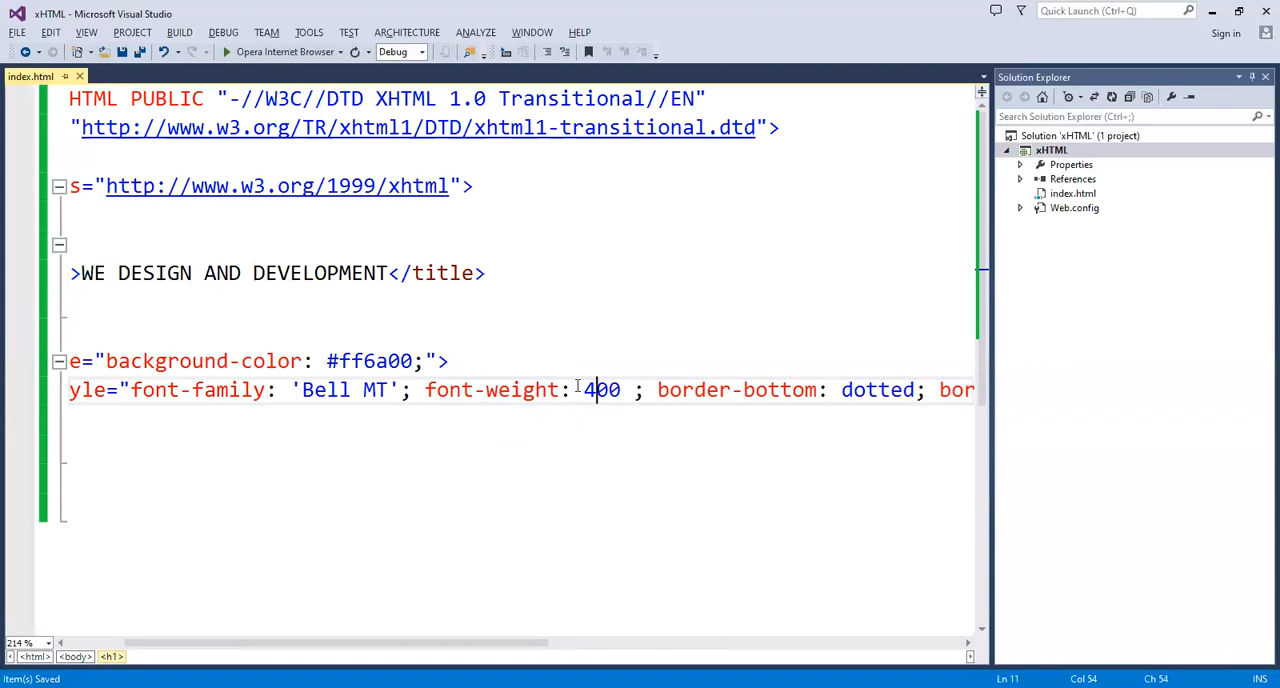 xHTML - Microsoft Visual Studio
Quick Launch (Ctrl+Q)
FILE EDIT VIEW PROJECT BUILD DEBUG TEAM TOOLS TEST ARCHITECTURE ANALYZE WINDOW HELP
Sign in
Opera Internet Browser
Debug
index.html
Solution Explorer
HTML PUBLIC "-//W3C//DTD XHTML 1.0 Transitional//EN"
"http://www.w3.org/TR/xhtml1/DTD/xhtml1-transitional.dtd">
s="http://www.w3.org/1999/xhtml">
>WE DESIGN AND DEVELOPMENT</title>
e="background-color: #ff6a00;">
yle="font-family: 'Bell MT'; font-weight: 400 ; border-bottom: dotted; bor
Search Solution Explorer (Ctrl+;)
Solution 'xHTML' (1 project)
xHTML
Properties
References
index.html
Web.config
214 %
<html> <body> <h1>
Item(s) Saved
Ln 11 Col 54 Ch 54 INS